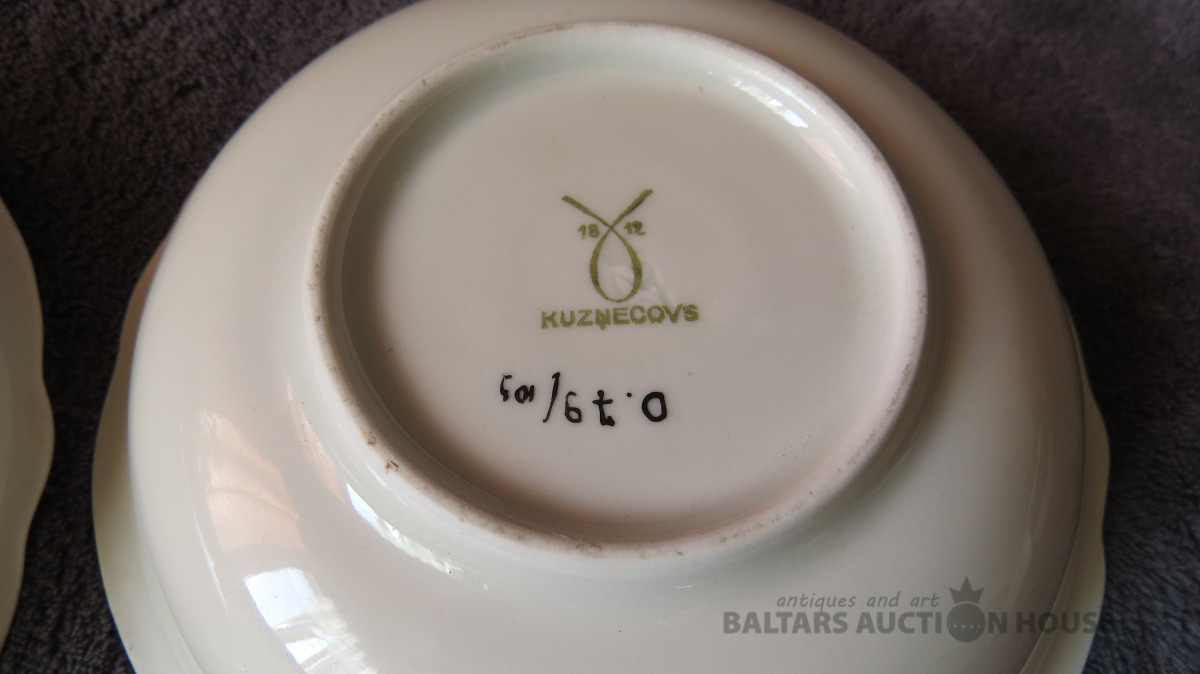 18 12
KUZŅECOVS
antiques and art
BALTARS AUCTION HOUSE